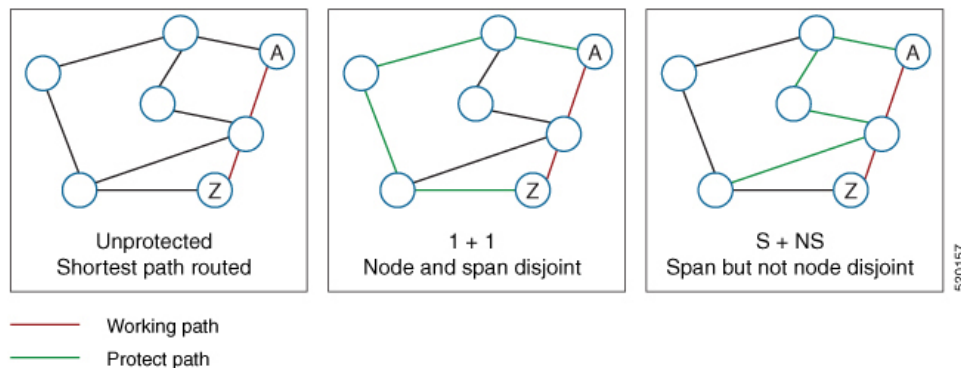 A
Z
Unprotected
Shortest path routed
A
Z
1 + 1
Node and span disjoint
A
Z
S + NS
Span but not node disjoint
520157
Working path
Protect path